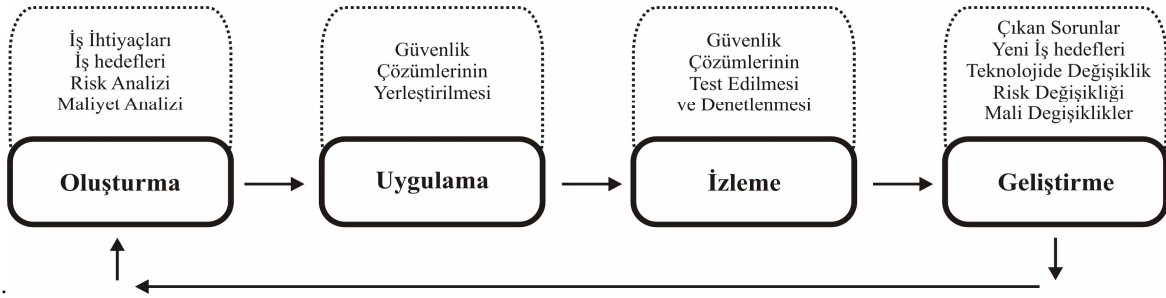 İş İhtiyaçları
İş hedefleri
Risk Analizi
Maliyet Analizi
Oluşturma
Güvenlik
Çözümlerinin
Yerleştirilmesi
Uygulama
Güvenlik
Çözümlerinin
Test Edilmesi
ve Denetlenmesi
İzleme
Çıkan Sorunlar
Yeni İş hedefleri
Teknolojide Değişiklik
Risk Değişikliği
Mali Degişiklikler
Geliştirme
.